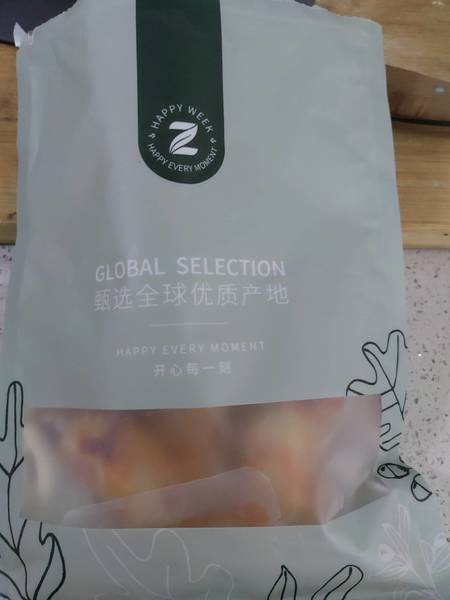 HAPPY WEEK
HAPPY EVERY MOMENT
GLOBAL SELECTION
甄选全球优质产地
HAPPY EVERY MOMENT
开心每一刻